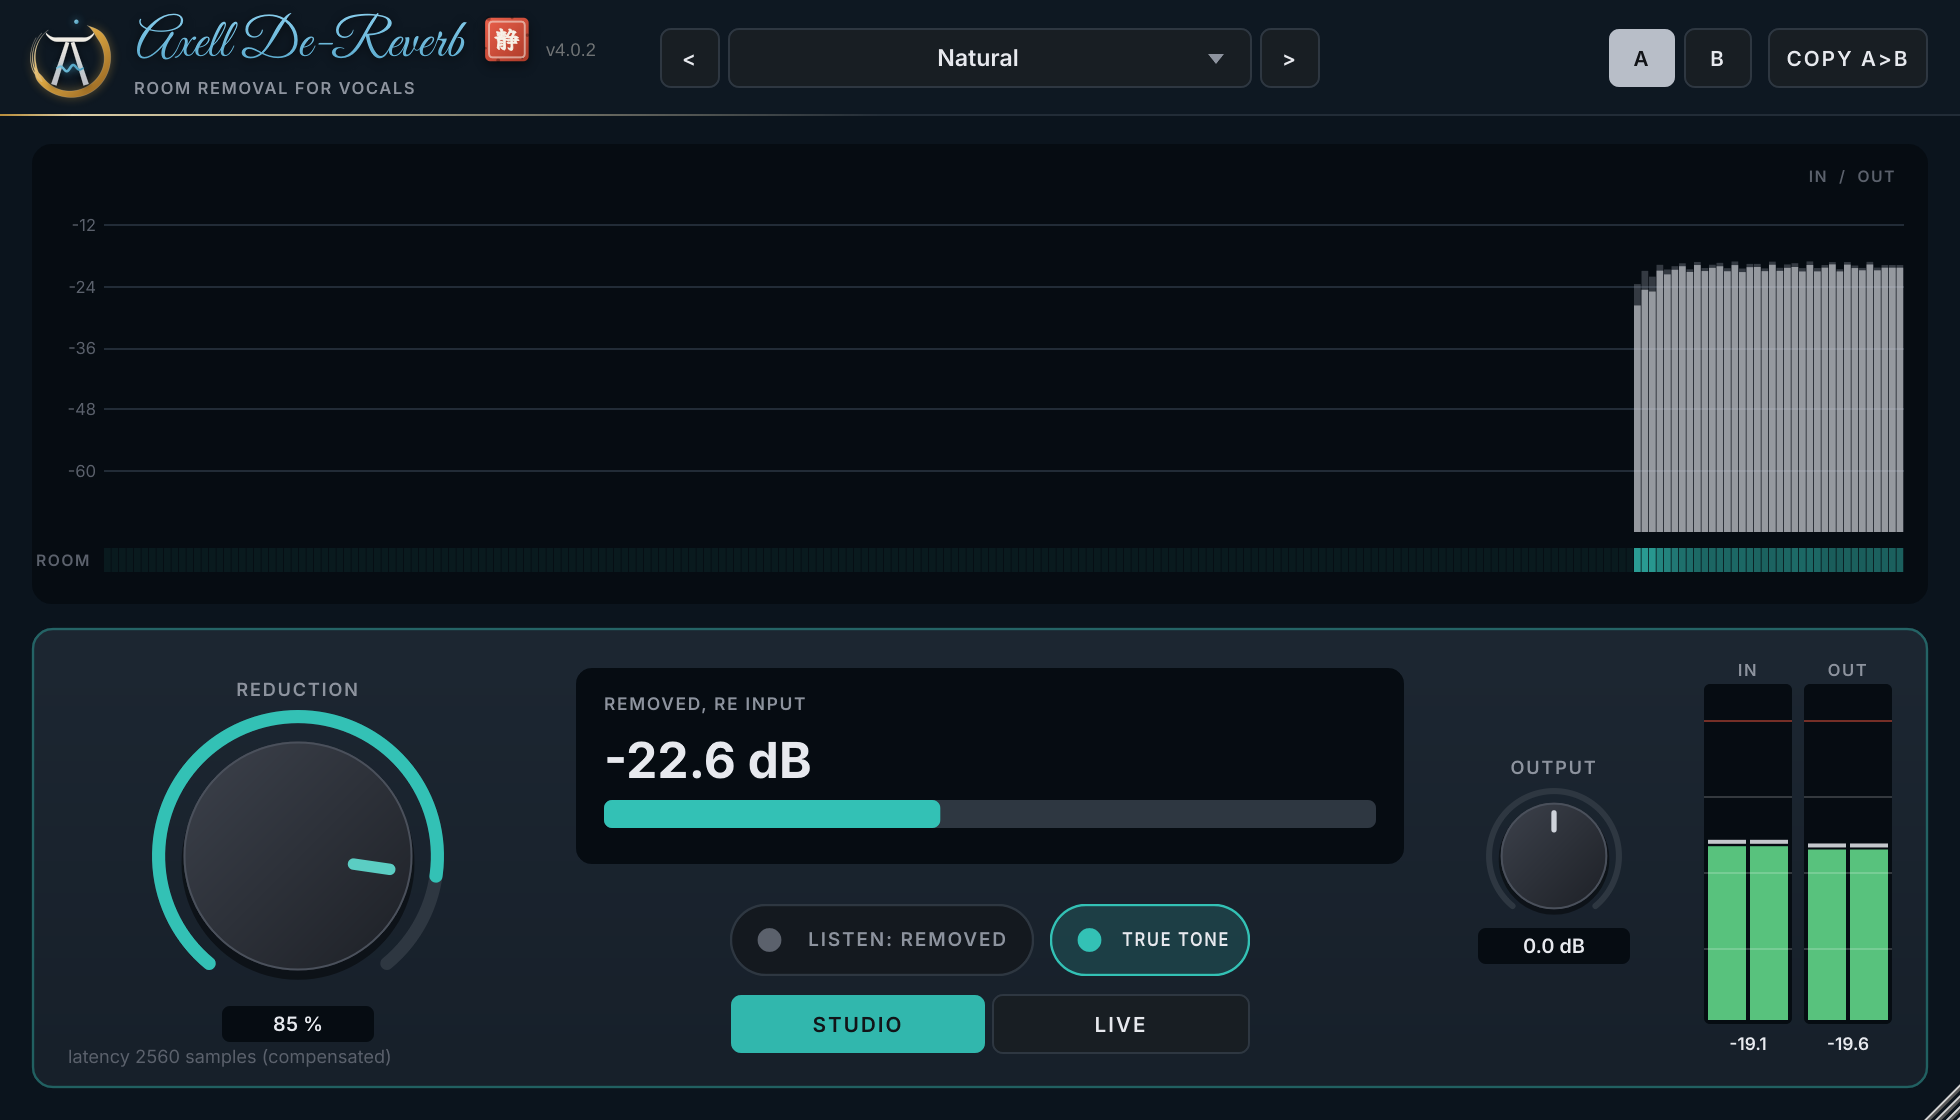 Axell De-Reverb 静 v4.0.2
ROOM REMOVAL FOR VOCALS
< Natural >
A B COPY A>B
IN / OUT
-12
-24
-36
-48
-60
ROOM
REDUCTION
85 %
latency 2560 samples (compensated)
REMOVED, RE INPUT
-22.6 dB
LISTEN: REMOVED TRUE TONE
STUDIO LIVE
OUTPUT
0.0 dB
IN OUT
-19.1 -19.6